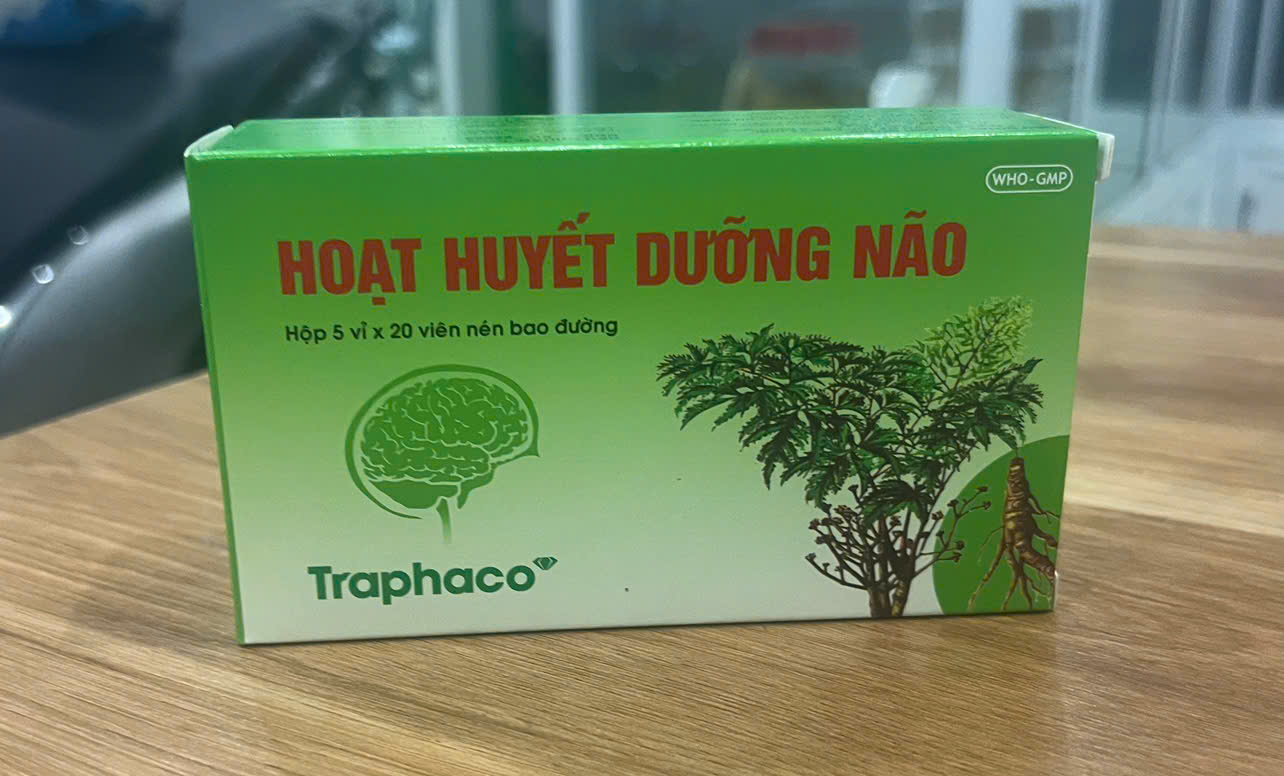 WHO-GMP
HOẠT HUYẾT DƯỠNG NÃO
Hộp 5 vỉ x 20 viên nén bao đường
Traphaco